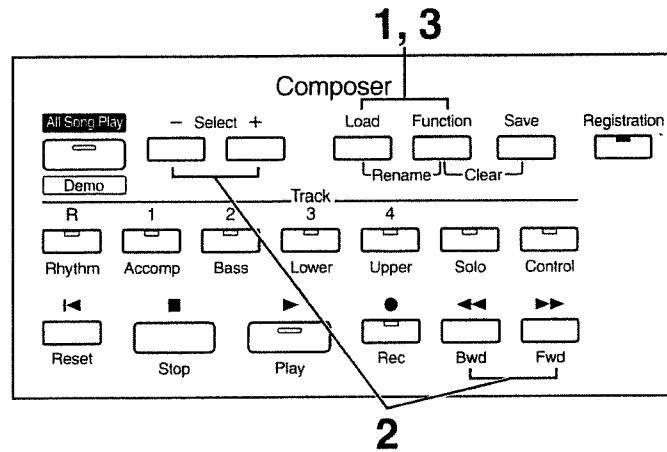 1, 3
Composer
All Song Play
− Select +
Load Function Save Registration
Demo
Rename Clear
Track
R 1 2 3 4
Rhythm Accomp Bass Lower Upper Solo Control
Reset Stop Play Rec Bwd Fwd
2